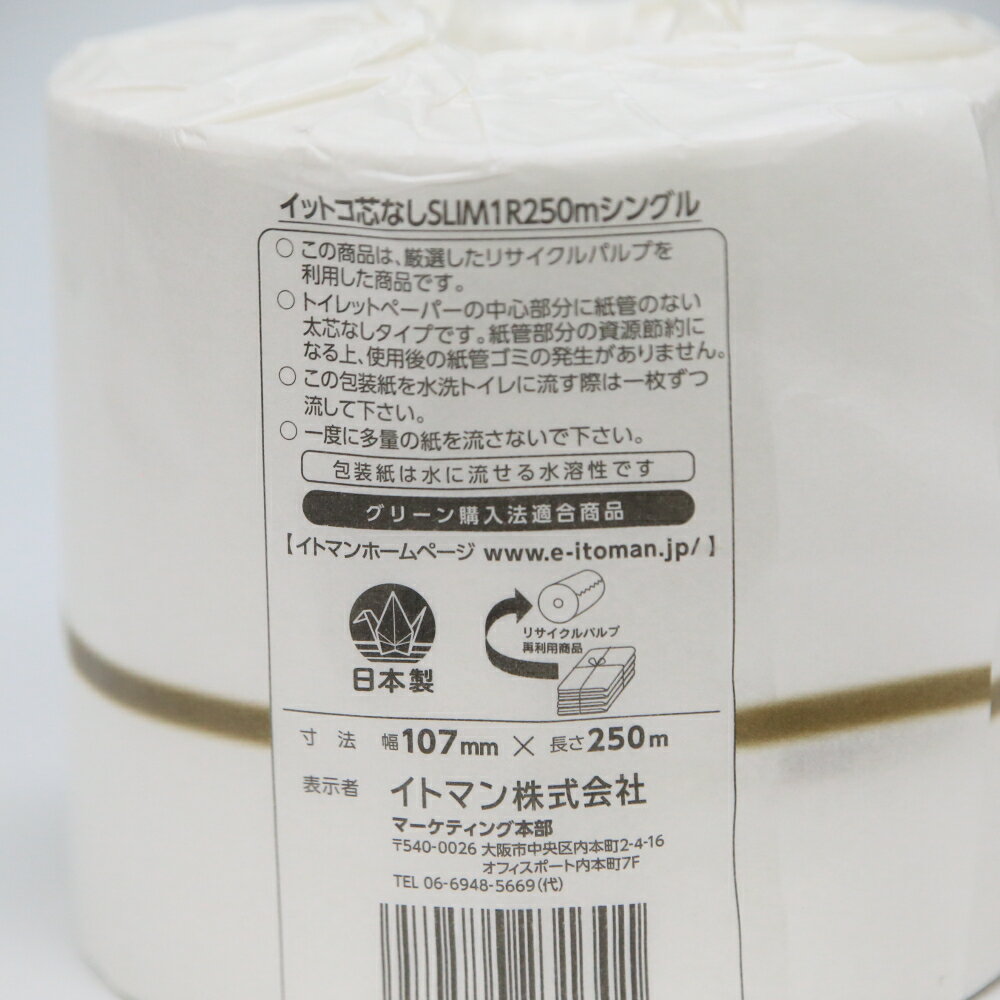 イットコ芯なしSLIM1R250mシングル
○ この商品は、厳選したリサイクルパルプを
利用した商品です。
○ トイレットペーパーの中心部分に紙管のない
太芯なしタイプです。紙管部分の資源節約に
なる上、使用後の紙管ゴミの発生がありません。
○ この包装紙を水洗トイレに流す際は一枚ずつ
流して下さい。
○ 一度に多量の紙を流さないで下さい。
包装紙は水に流せる水溶性です
グリーン購入法適合商品
【イトマンホームページ www.e-itoman.jp/】
リサイクルパルプ
再利用商品
日本製
寸法 幅107mm × 長さ250m
表示者 イトマン株式会社
マーケティング本部
〒540-0026 大阪市中央区内本町2-4-16
オフィスポート内本町7F
TEL 06-6948-5669(代)